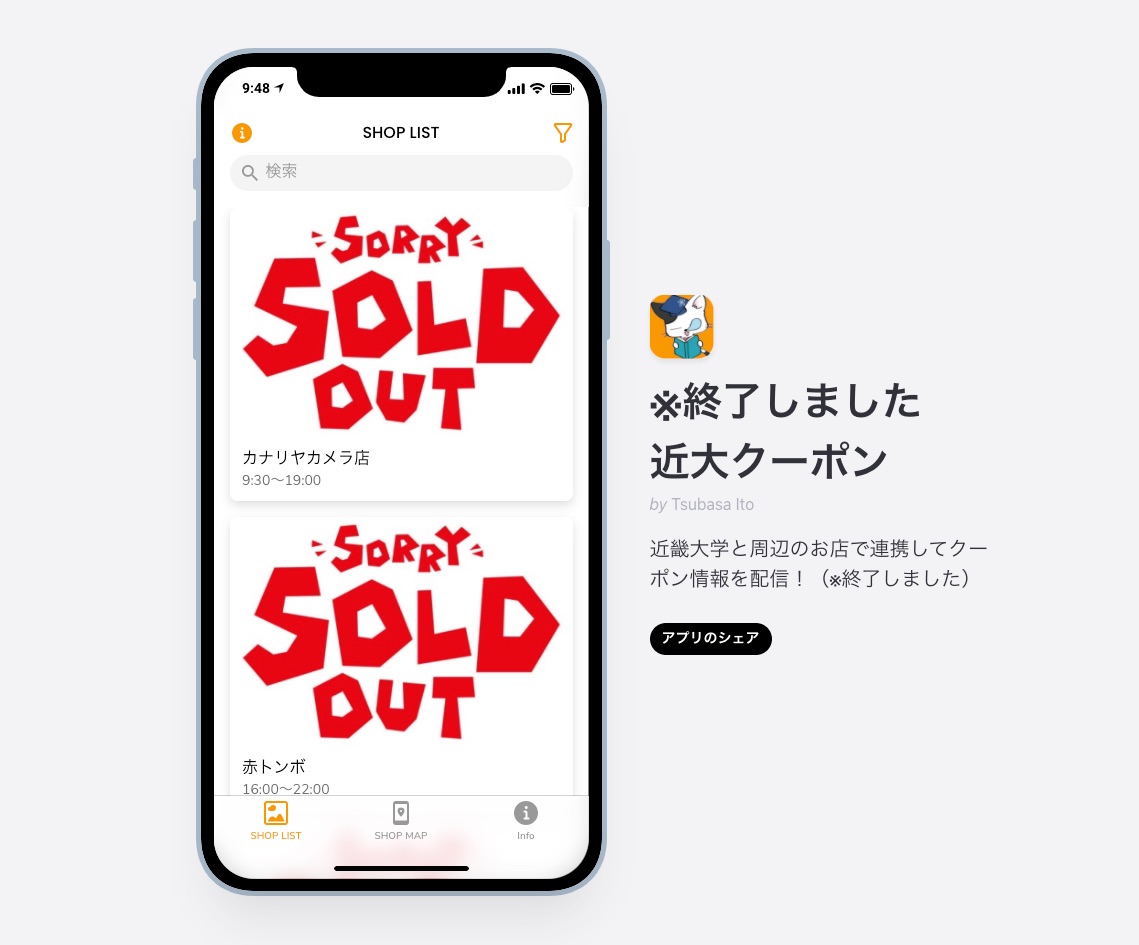 9:48
SHOP LIST
検索
SORRY
SOLD
OUT
カナリヤカメラ店
9:30〜19:00
SORRY
SOLD
OUT
赤トンボ
16:00〜22:00
SHOP LIST
SHOP MAP
Info
※終了しました
近大クーポン
by Tsubasa Ito
近畿大学と周辺のお店で連携してクー
ポン情報を配信！（※終了しました）
アプリのシェア